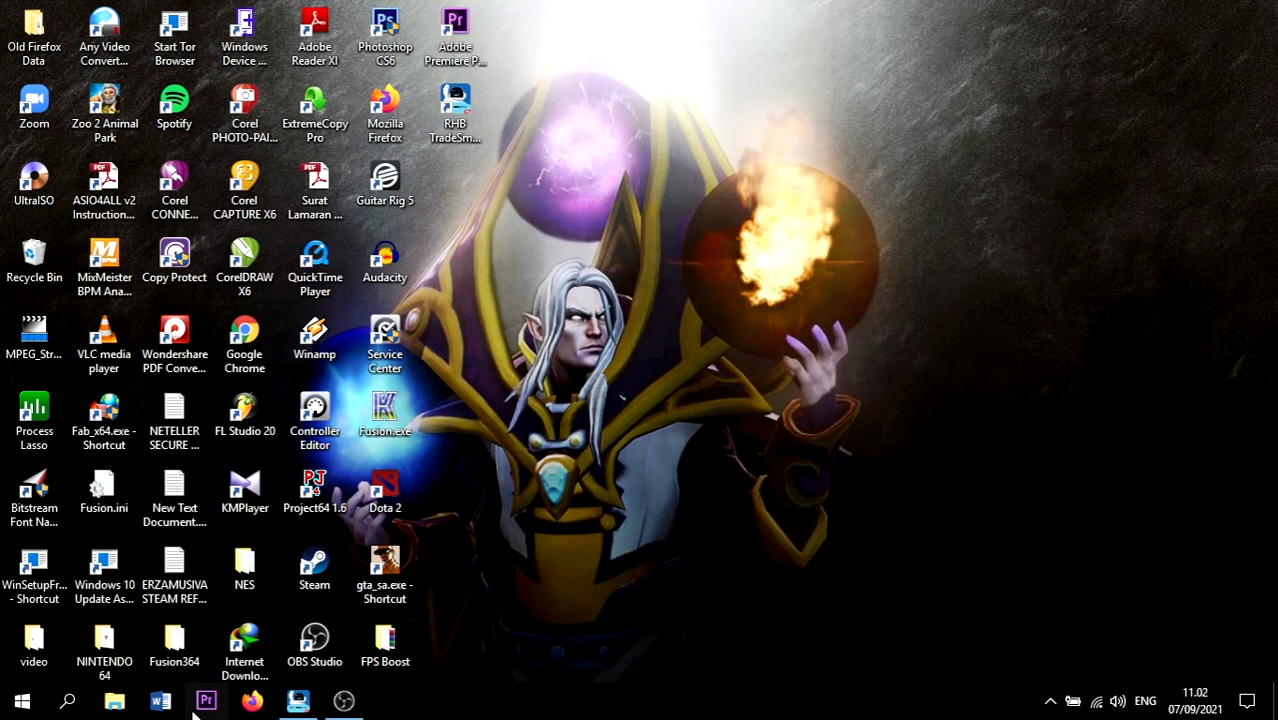 Old Firefox
Data
Any Video
Convert...
Start Tor
Browser
Windows
Device ...
Adobe
Reader XI
Photoshop
CS6
Adobe
Premiere P...
Zoom
Zoo 2 Animal
Park
Spotify
Corel
PHOTO-PAI...
ExtremeCopy
Pro
Mozilla
Firefox
RHB
TradeSm...
UltraISO
ASIO4ALL v2
Instruction...
Corel
CONNE...
Corel
CAPTURE X6
Surat
Lamaran ...
Guitar Rig 5
Recycle Bin
MixMeister
BPM Ana...
Copy Protect
CorelDRAW
X6
QuickTime
Player
Audacity
MPEG_Str...
VLC media
player
Wondershare
PDF Conve...
Google
Chrome
Winamp
Service
Center
Process
Lasso
Fab_x64.exe -
Shortcut
NETELLER
SECURE ...
FL Studio 20
Controller
Editor
Fusion.exe
Bitstream
Font Na...
Fusion.ini
New Text
Document....
KMPlayer
Project64 1.6
Dota 2
WinSetupFr...
- Shortcut
Windows 10
Update As...
ERZAMUSIVA
STEAM REF...
NES
Steam
gta_sa.exe -
Shortcut
video
NINTENDO
64
Fusion364
Internet
Downlo...
OBS Studio
FPS Boost
ENG
11.02
07/09/2021